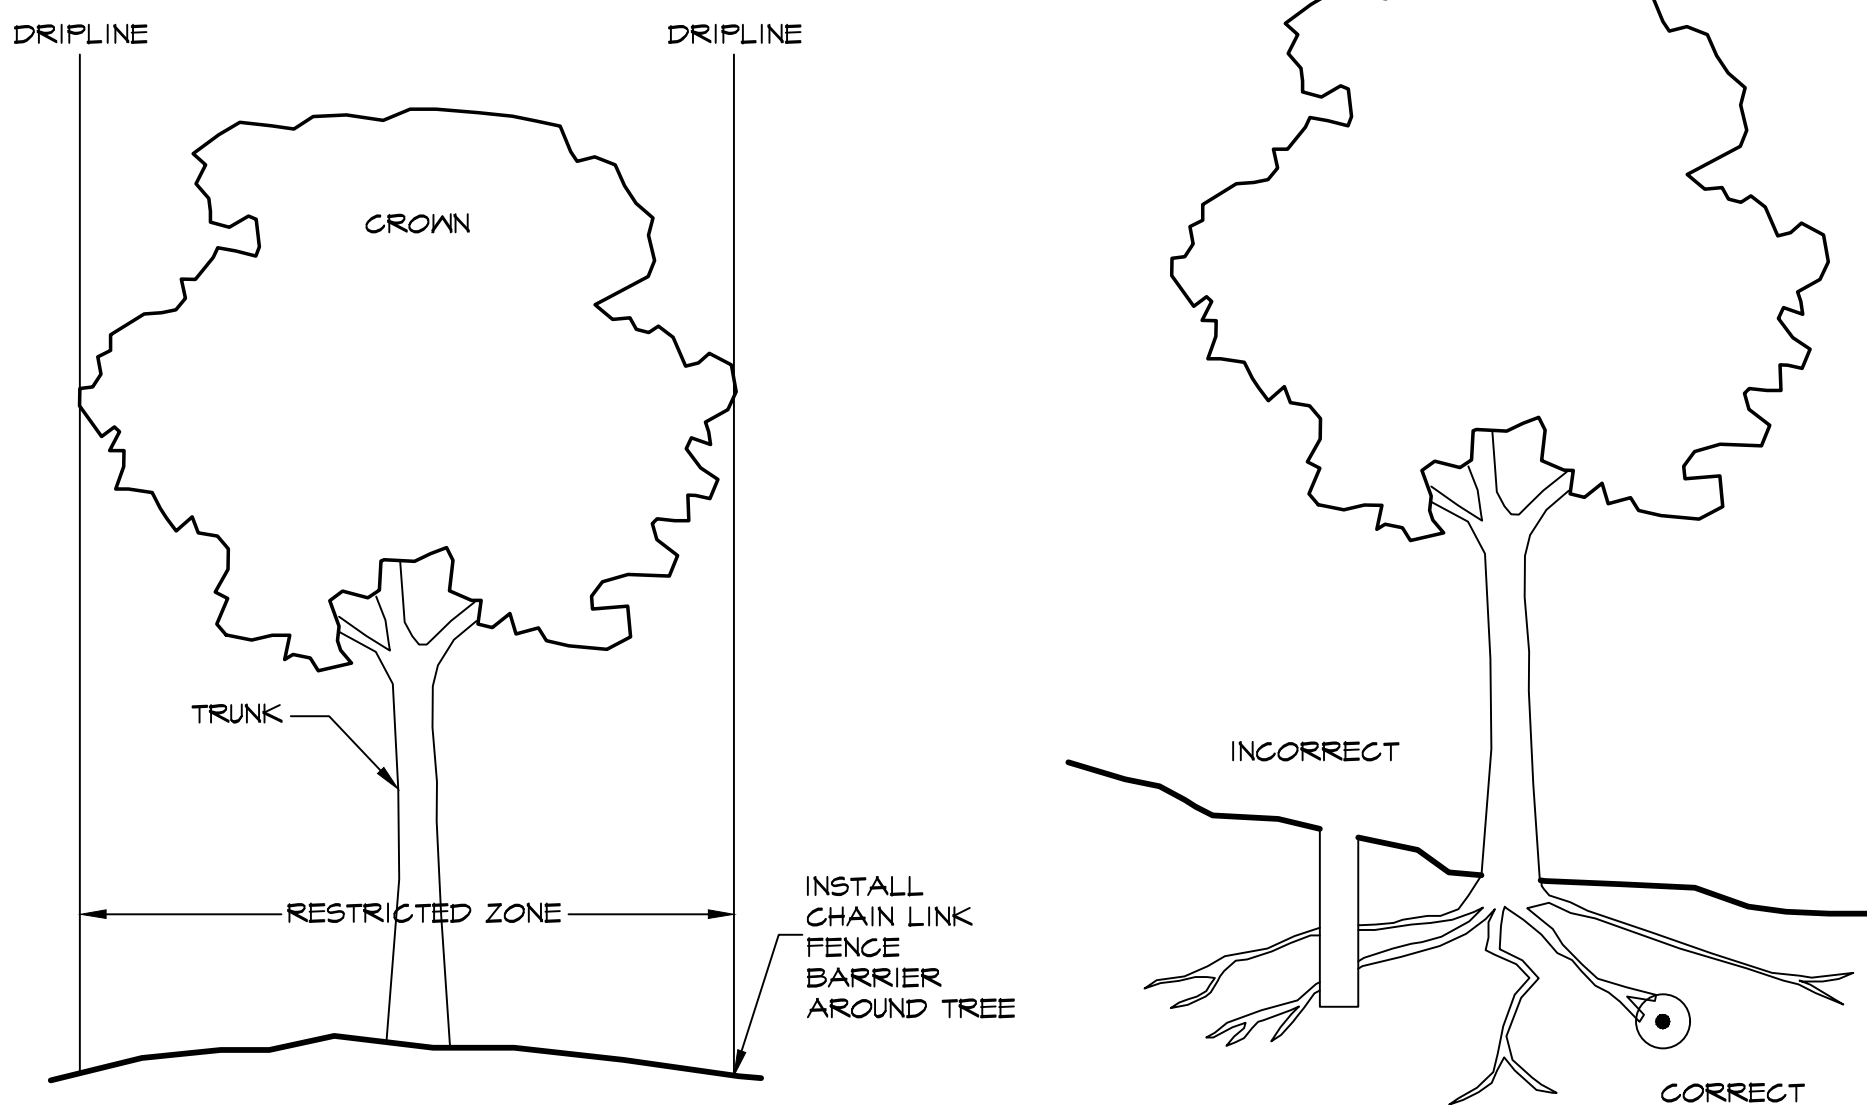 DRIPLINE
DRIPLINE
CROWN
TRUNK
RESTRICTED ZONE
INSTALL
CHAIN LINK
FENCE
BARRIER
AROUND TREE
INCORRECT
CORRECT